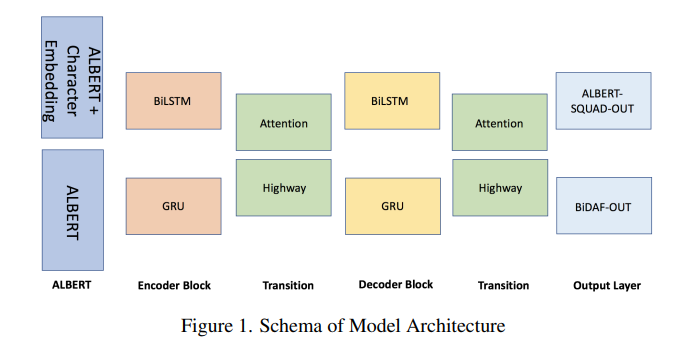 ALBERT +
Character
Embedding
BiLSTM
Attention
BiLSTM
Attention
ALBERT-
SQUAD-OUT
ALBERT
GRU
Highway
GRU
Highway
BiDAF-OUT
ALBERT
Encoder Block
Transition
Decoder Block
Transition
Output Layer
Figure 1. Schema of Model Architecture